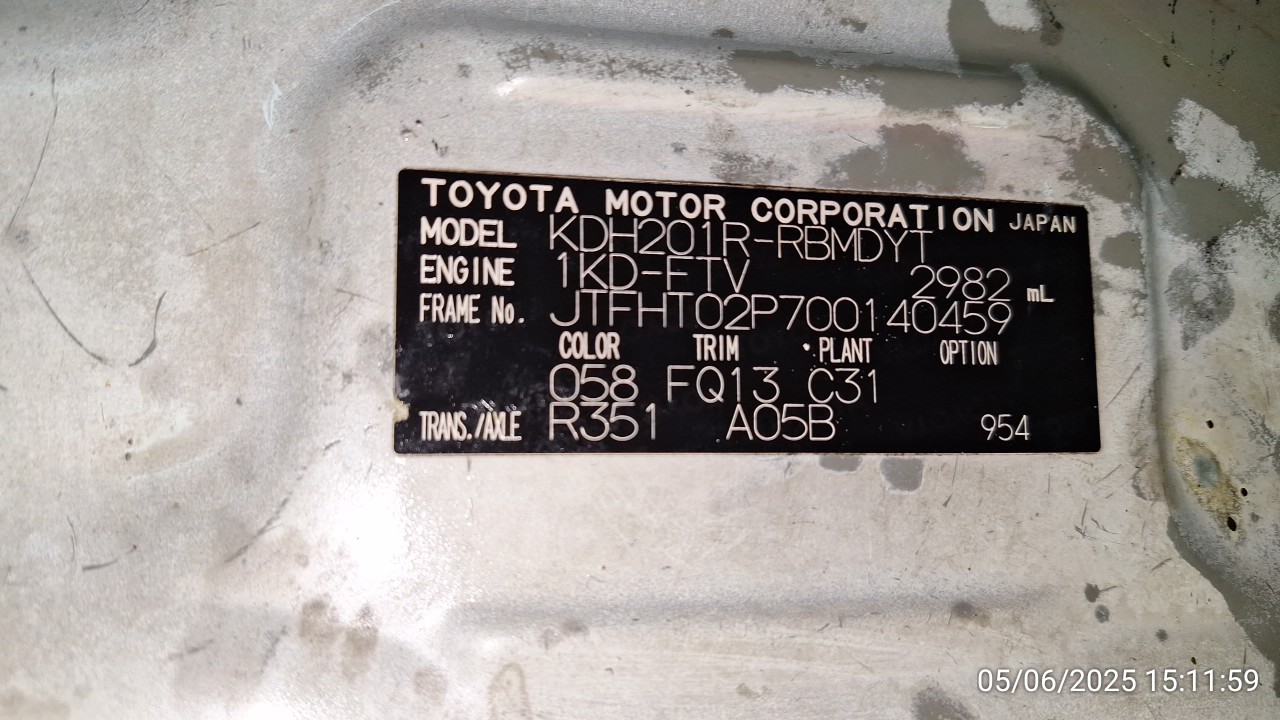 TOYOTA MOTOR CORPORATION JAPAN
MODEL KDH201R-RBMDYT
ENGINE 1KD-FTV 2982 mL
FRAME No. JTFHT02P700140459
COLOR TRIM PLANT OPTION
058 FQ13 C31
TRANS./AXLE R351 A05B 954
05/06/2025 15:11:59